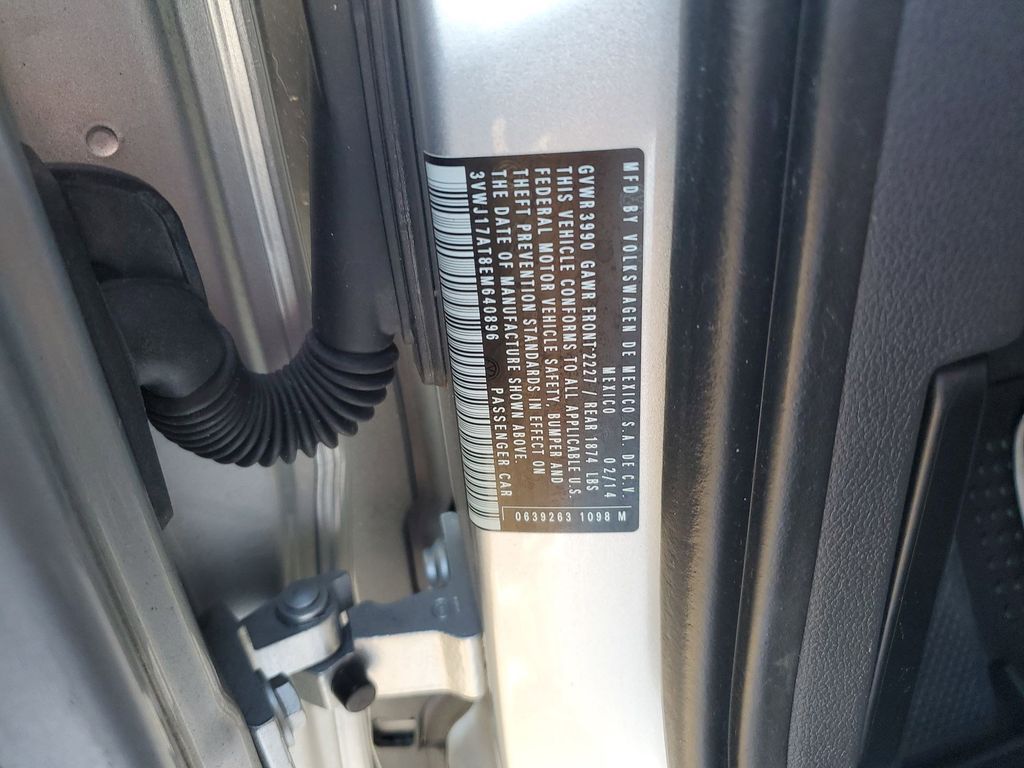 MFD BY VOLKSWAGEN DE MEXICO S.A. DE C.V.
MEXICO 02/14
GVWR 3990 GAWR FRONT 2227/ REAR 1874 LBS
THIS VEHICLE CONFORMS TO ALL APPLICABLE U.S.
FEDERAL MOTOR VEHICLE SAFETY, BUMPER AND
THEFT PREVENTION STANDARDS IN EFFECT ON
THE DATE OF MANUFACTURE SHOWN ABOVE.
3VWJ17AT8EM640896 PASSENGER CAR
0639263 1098 M